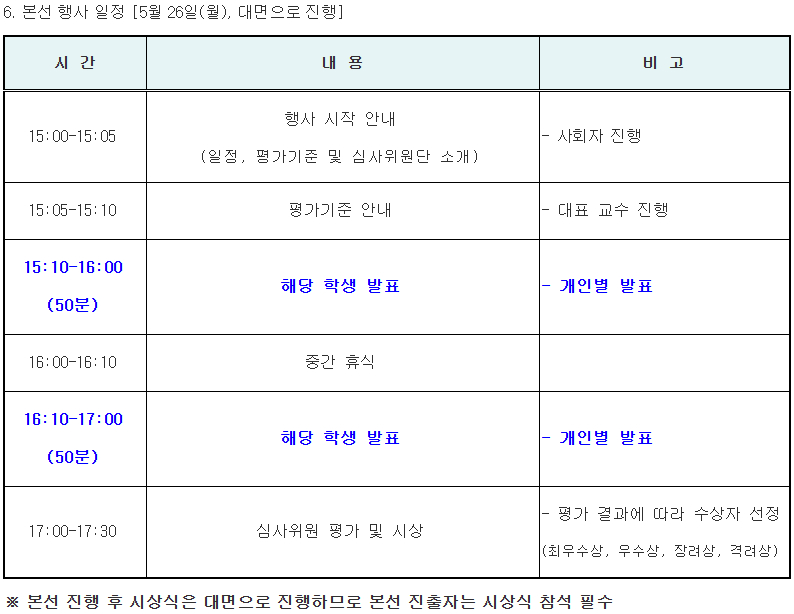 6. 본선 행사 일정 [5월 26일(월), 대면으로 진행]
시 간 내 용 비 고
15:00-15:05 행사 시작 안내 - 사회자 진행
(일정, 평가기준 및 심사위원단 소개)
15:05-15:10 평가기준 안내 - 대표 교수 진행
15:10-16:00
(50분)
해당 학생 발표 - 개인별 발표
16:00-16:10 중간 휴식
16:10-17:00
(50분)
해당 학생 발표 - 개인별 발표
17:00-17:30 심사위원 평가 및 시상 - 평가 결과에 따라 수상자 선정
(최우수상, 우수상, 장려상, 격려상)
※ 본선 진행 후 시상식은 대면으로 진행하므로 본선 진출자는 시상식 참석 필수